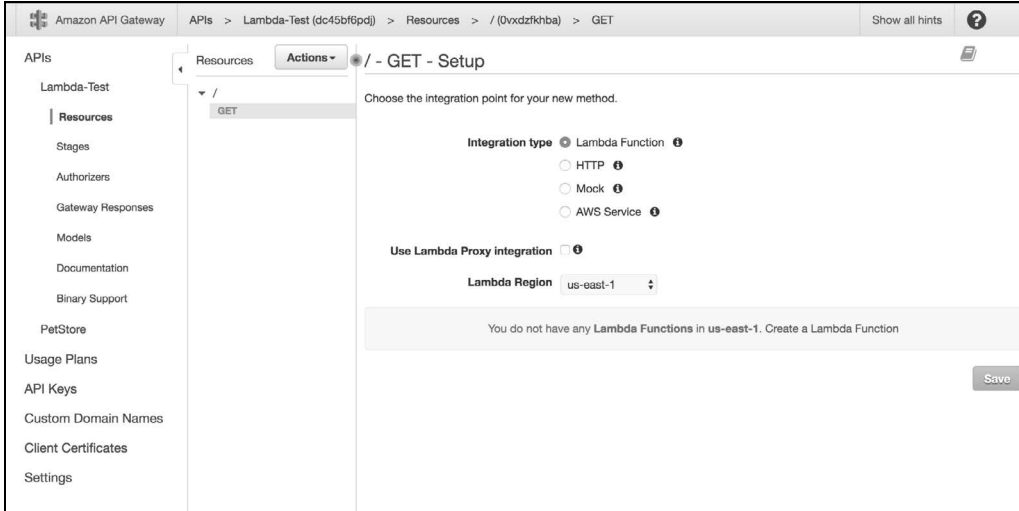 Amazon API Gateway APIs > Lambda-Test (dc45bf6pdj) > Resources > / (0vxdzfkhba) > GET Show all hints ?
APIs
Lambda-Test
Resources
Stages
Authorizers
Gateway Responses
Models
Documentation
Binary Support
PetStore
Usage Plans
API Keys
Custom Domain Names
Client Certificates
Settings
Resources Actions
/
GET
/ - GET - Setup
Choose the integration point for your new method.
Integration type Lambda Function
HTTP
Mock
AWS Service
Use Lambda Proxy integration
Lambda Region us-east-1
You do not have any Lambda Functions in us-east-1. Create a Lambda Function
Save